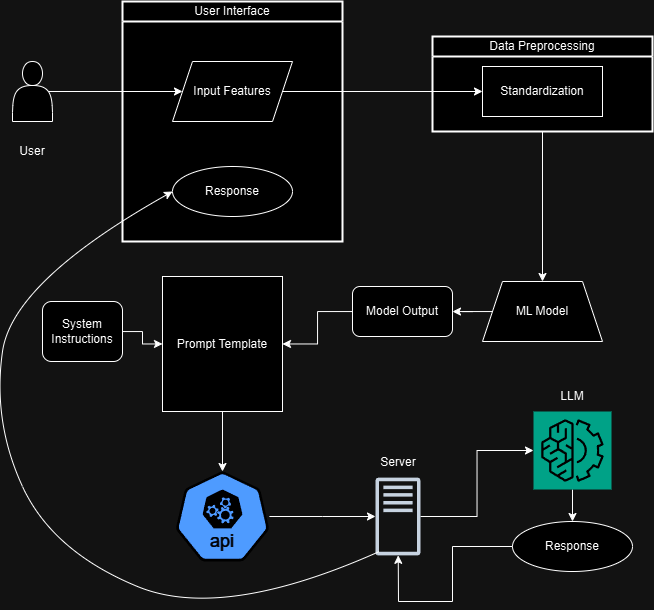 User Interface
Data Preprocessing
Input Features
Standardization
User
Response
System
Instructions
Prompt Template
Model Output
ML Model
LLM
Server
api
Response